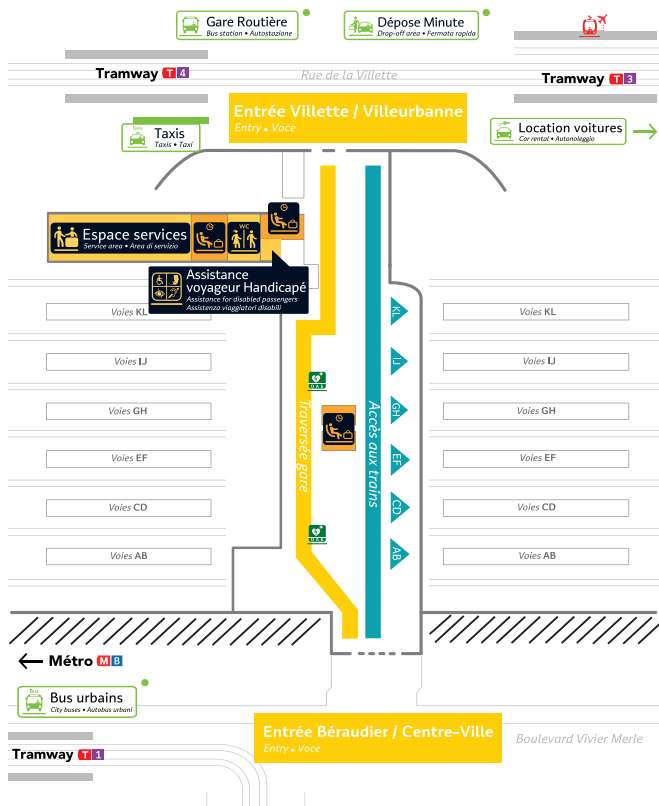 Gare Routière
Bus station • Autostazione
Dépose Minute
Drop-off area • Fermata rapida
Tramway T 4
Rue de la Villette
Tramway T 3
Entrée Villette / Villeurbanne
Entry • Voce
Taxis
Taxis
Taxis • Taxi
Location voitures
Car rental • Autonoleggio
Espace services
Service area • Area di servizio
WC
Assistance
voyageur Handicapé
Assistance for disabled passengers
Assistenza viaggiatori disabili
Voies KL
KL
Voies KL
Voies IJ
IJ
Voies IJ
DAE
Voies GH
GH
Voies GH
Traversée gare
Accès aux trains
Voies EF
EF
Voies EF
Voies CD
CD
Voies CD
DAE
Voies AB
AB
Voies AB
Métro M B
Bus
Bus urbains
City buses • Autobus urbani
Entrée Béraudier / Centre-Ville
Entry • Voce
Boulevard Vivier Merle
Tramway T 1